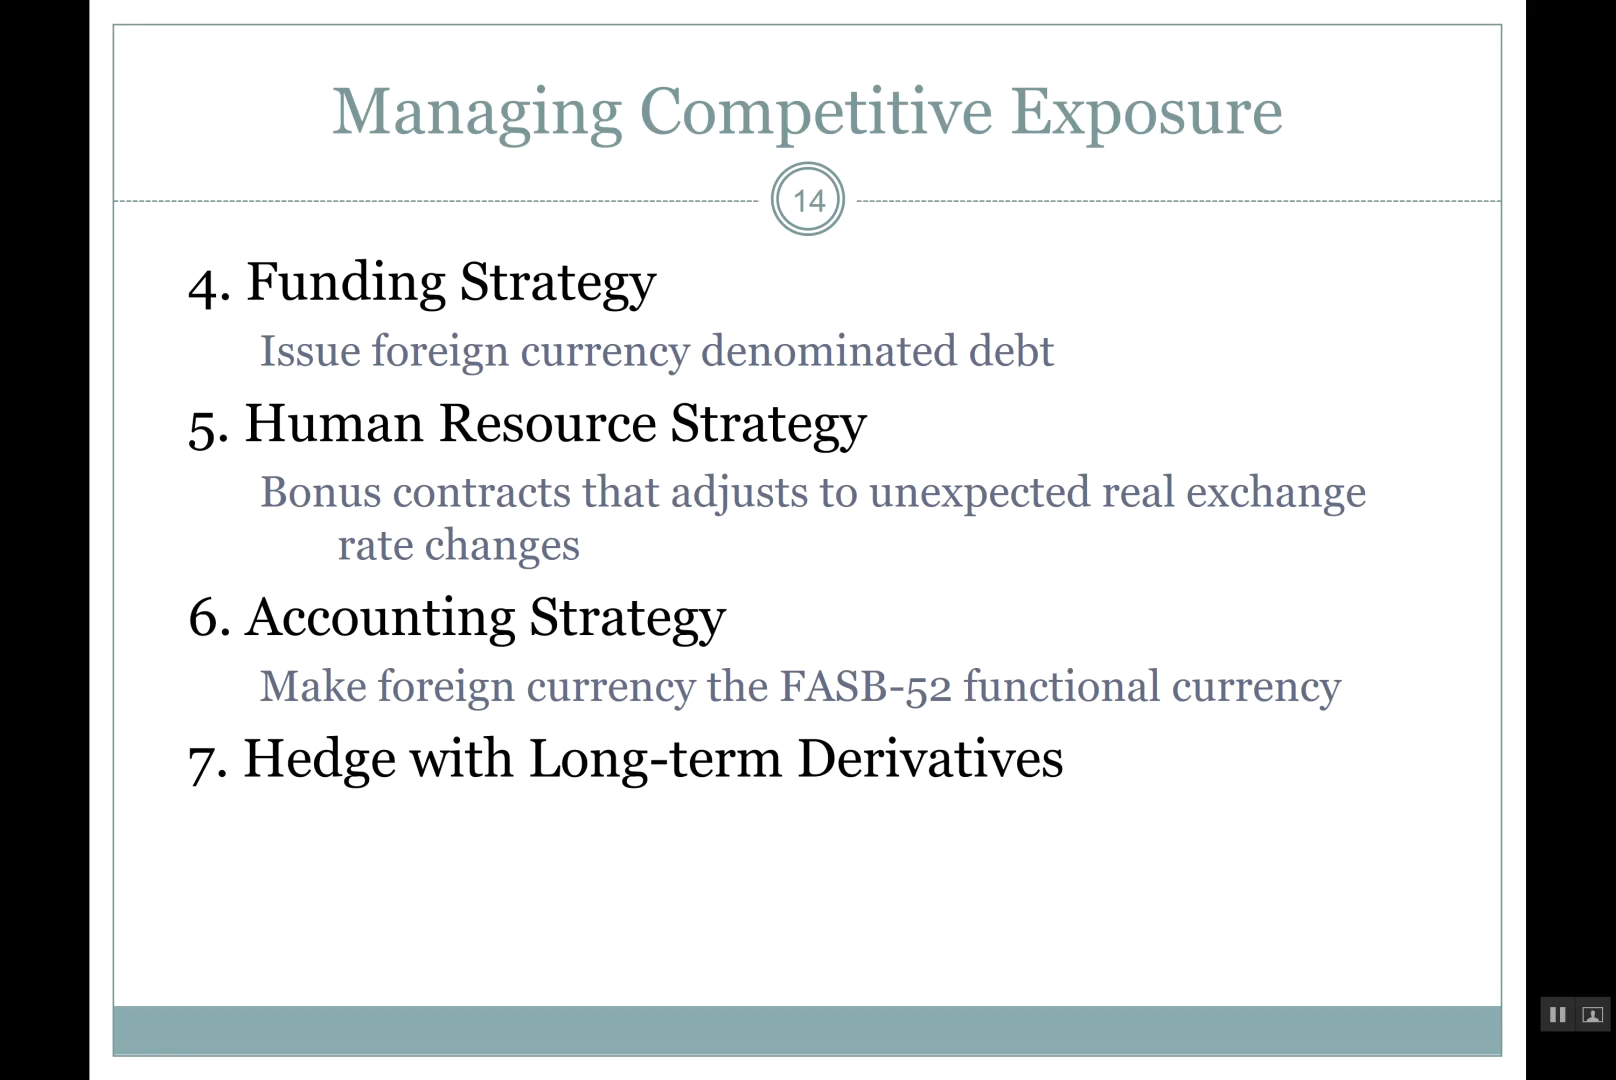 Managing Competitive Exposure
14
4. Funding Strategy
Issue foreign currency denominated debt
5. Human Resource Strategy
Bonus contracts that adjusts to unexpected real exchange
rate changes
6. Accounting Strategy
Make foreign currency the FASB-52 functional currency
7. Hedge with Long-term Derivatives